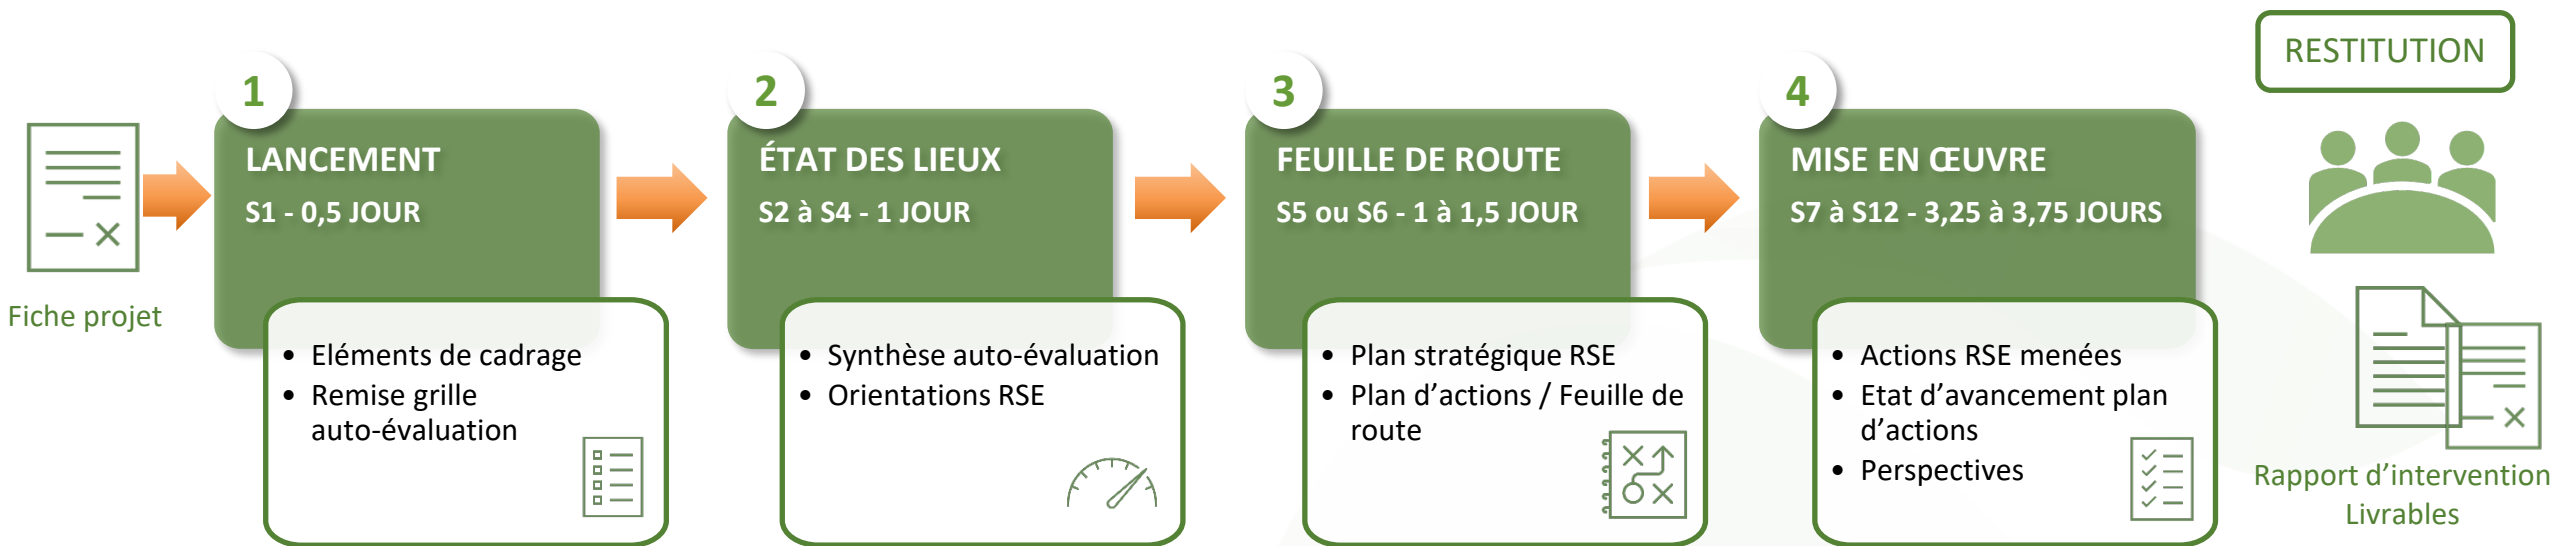 Fiche projet
1
LANCEMENT
S1 - 0,5 JOUR
• Eléments de cadrage
• Remise grille
auto-évaluation
2
ÉTAT DES LIEUX
S2 à S4 - 1 JOUR
• Synthèse auto-évaluation
• Orientations RSE
3
FEUILLE DE ROUTE
S5 ou S6 - 1 à 1,5 JOUR
• Plan stratégique RSE
• Plan d’actions / Feuille de
route
4
MISE EN ŒUVRE
S7 à S12 - 3,25 à 3,75 JOURS
• Actions RSE menées
• Etat d’avancement plan
d’actions
• Perspectives
RESTITUTION
Rapport d’intervention
Livrables